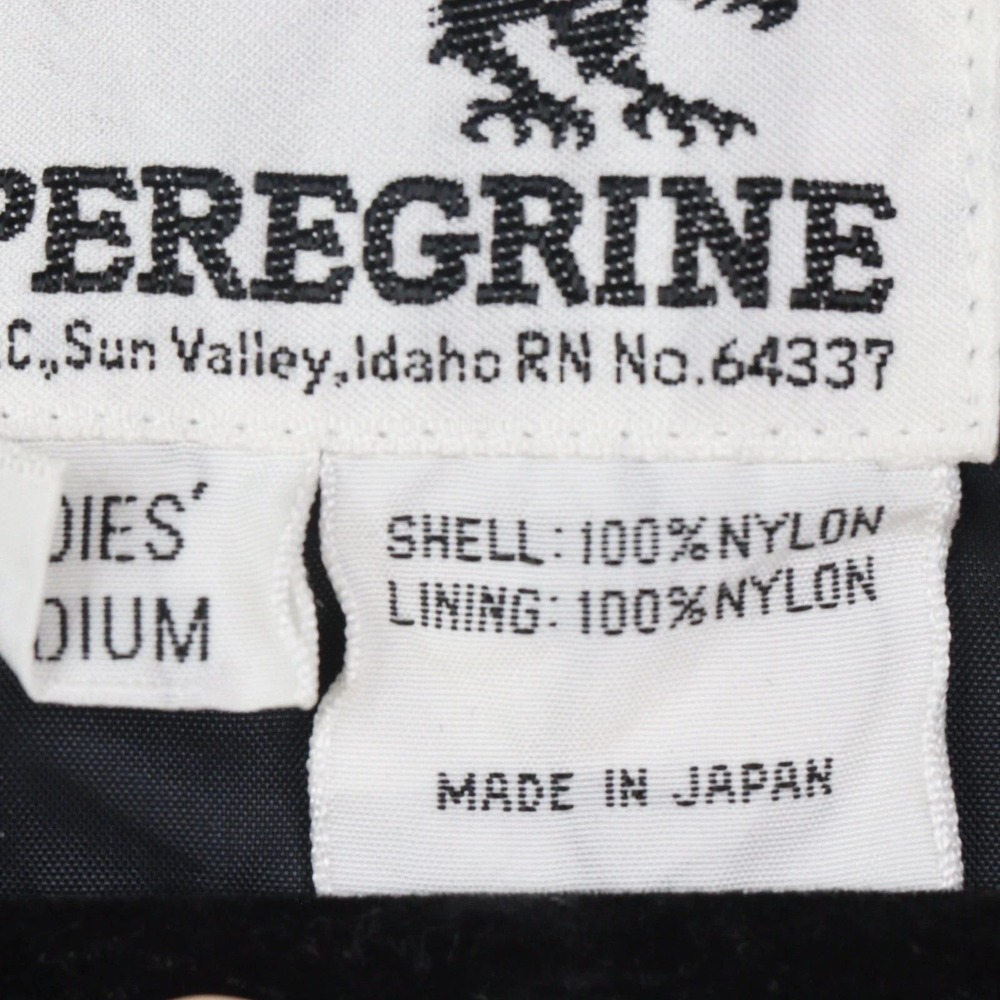 PEREGRINE
.C., Sun Valley, Idaho RN No. 64337
DIES'
DIUM
SHELL: 100% NYLON
LINING: 100% NYLON
MADE IN JAPAN